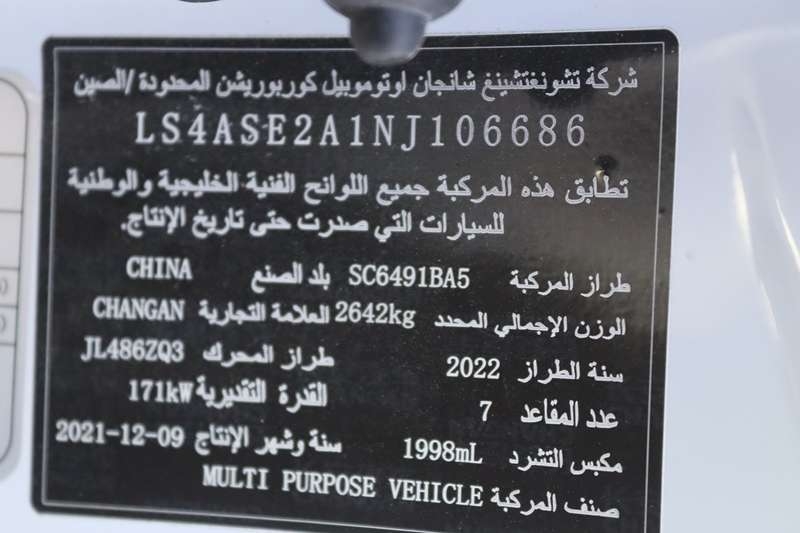 شركة تشونغتشينغ شانجان اوتوموبيل كوربوريشن المحدودة /الصين
LS4ASE2A1NJ106686
تطابق هذه المركبة جميع اللوائح الفنية الخليجية والوطنية
للسيارات التي صدرت حتى تاريخ الإنتاج.
طراز المركبة SC6491BA5 بلد الصنع CHINA
الوزن الإجمالي المحدد 2642kg العلامة التجارية CHANGAN
سنة الطراز 2022 طراز المحرك JL486ZQ3
عدد المقاعد 7 القدرة التقديرية 171kW
مكبس التشرد 1998mL سنة وشهر الإنتاج 2021-12-09
صنف المركبة MULTI PURPOSE VEHICLE